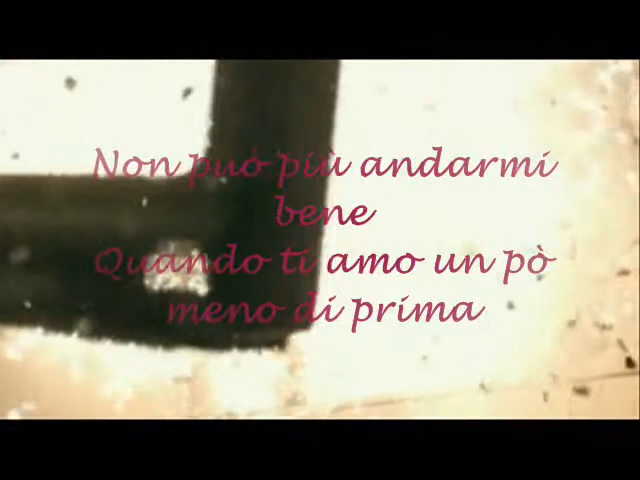 Non può più andarmi
bene
Quando ti amo un pò
meno di prima